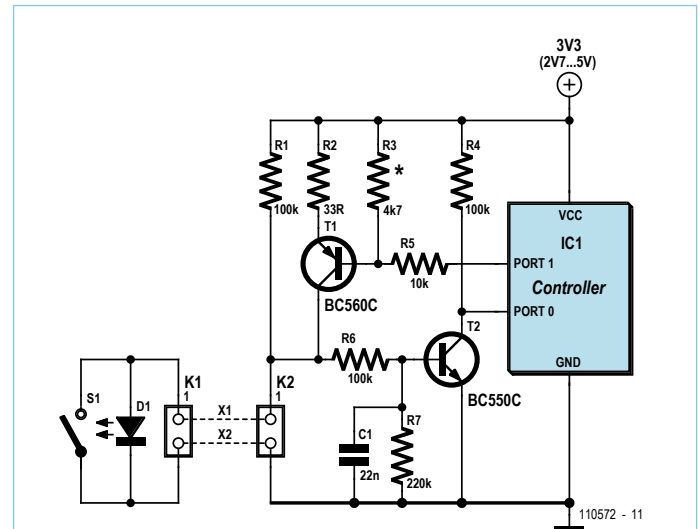 3V3
(2V7...5V)
R1
R2
R3
R4
*
100k
33R
4k7
100k
T1
R5
10k
BC560C
VCC
IC1
PORT 1
Controller
PORT 0
GND
T2
BC550C
R6
100k
K1
1
K2
1
X1
X2
S1
D1
C1
22n
R7
220k
110572 - 11